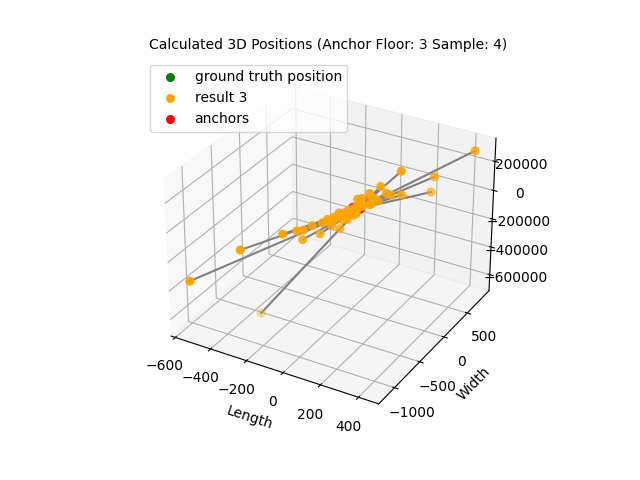 Calculated 3D Positions (Anchor Floor: 3 Sample: 4)
ground truth position
result 3
anchors
200000
0
−200000
−400000
−600000
500
0
−500
−1000
Width
−600
−400
−200
0
200
400
Length